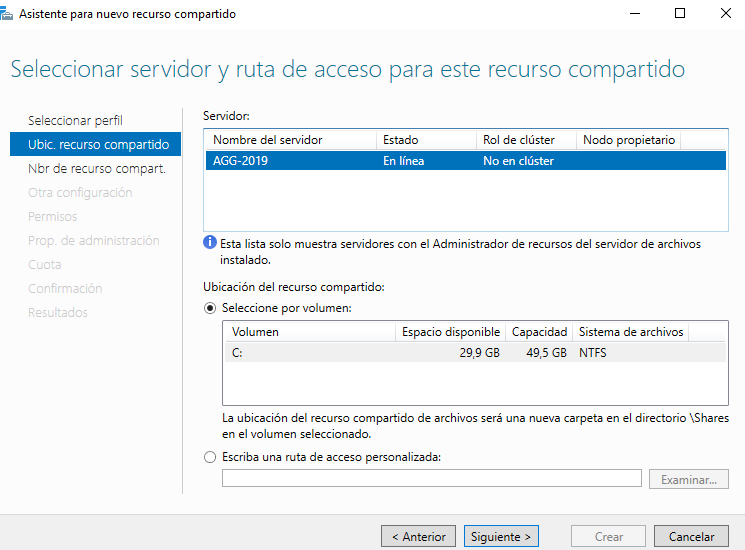 Asistente para nuevo recurso compartido
Seleccionar servidor y ruta de acceso para este recurso compartido
Seleccionar perfil
Ubic. recurso compartido
Nbr de recurso compart.
Otra configuración
Permisos
Prop. de administración
Cuota
Confirmación
Resultados
Servidor:
Nombre del servidor Estado Rol de clúster Nodo propietario
AGG-2019 En línea No en clúster
Esta lista solo muestra servidores con el Administrador de recursos del servidor de archivos
instalado.
Ubicación del recurso compartido:
Seleccione por volumen:
Volumen Espacio disponible Capacidad Sistema de archivos
C: 29,9 GB 49,5 GB NTFS
La ubicación del recurso compartido de archivos será una nueva carpeta en el directorio \Shares
en el volumen seleccionado.
Escriba una ruta de acceso personalizada:
Examinar...
< Anterior Siguiente > Crear Cancelar